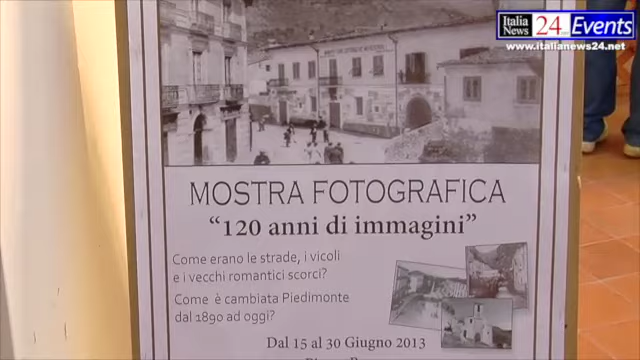 Italia
News
24
.net
Events
www.italianews24.net
MOSTRA FOTOGRAFICA
“120 anni di immagini”
Come erano le strade, i vicoli
e i vecchi romantici scorci?
Come è cambiata Piedimonte
dal 1890 ad oggi?
Dal 15 al 30 Giugno 2013